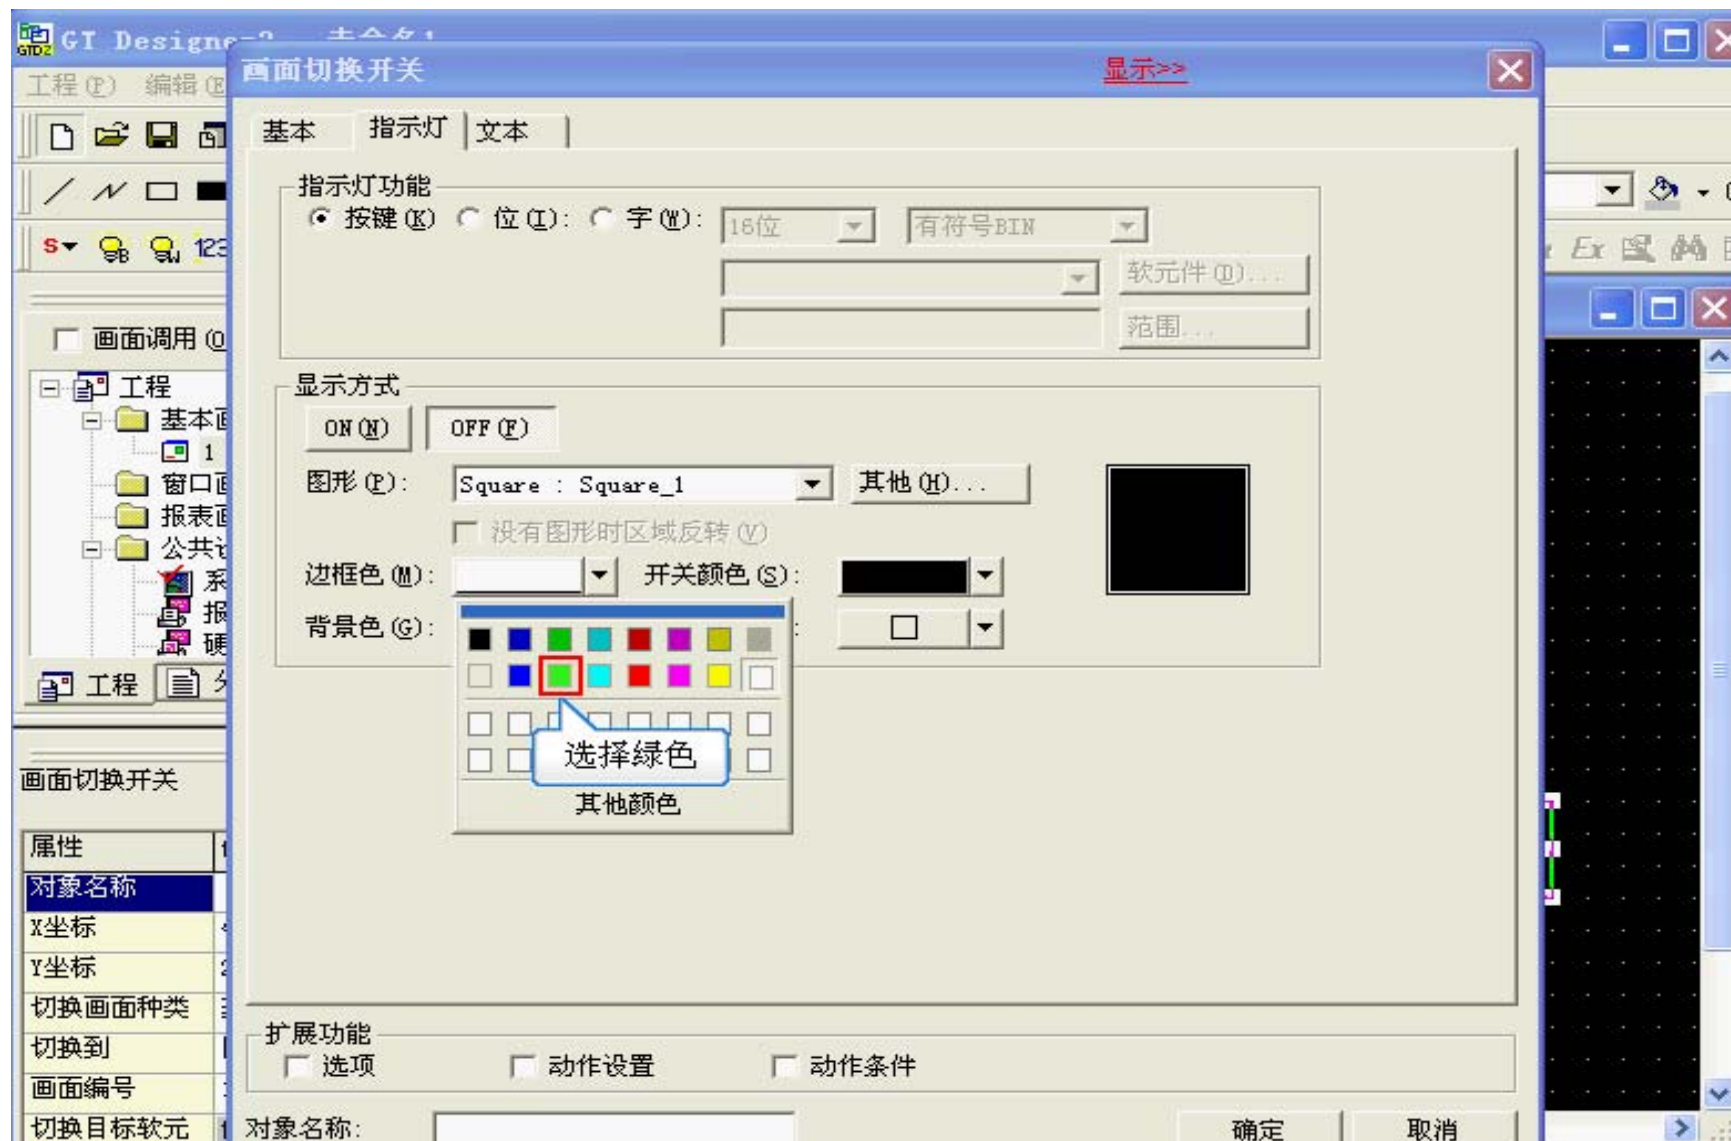 GT Designe
画面切换开关 显示>>
工程(P) 编辑(E
基本 指示灯 文本
指示灯功能
按键(K) 位(I): 字(W): 16位 有符号BIN
软元件(D)...
范围...
S 123
Ex
画面调用(O
工程
基本
1
窗口
报表
公共
系
报
硬
工程
显示方式
ON(N) OFF(F)
图形(P): Square : Square_1 其他(H)...
没有图形时区域反转(V)
边框色(M): 开关颜色(S):
背景色(G): :
选择绿色
其他颜色
画面切换开关
属性
对象名称
X坐标
Y坐标
切换画面种类
切换到
画面编号
切换目标软元
扩展功能
选项 动作设置 动作条件
对象名称: 确定 取消